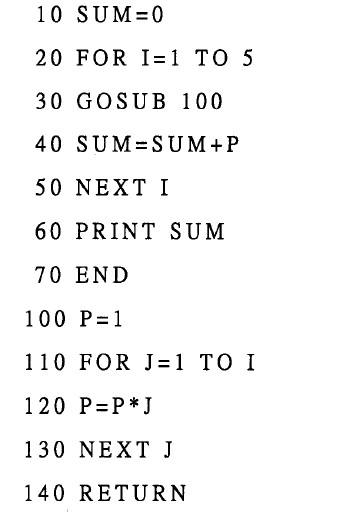 10 SUM=0
20 FOR I=1 TO 5
30 GOSUB 100
40 SUM=SUM+P
50 NEXT I
60 PRINT SUM
70 END
100 P=1
110 FOR J=1 TO I
120 P=P*J
130 NEXT J
140 RETURN